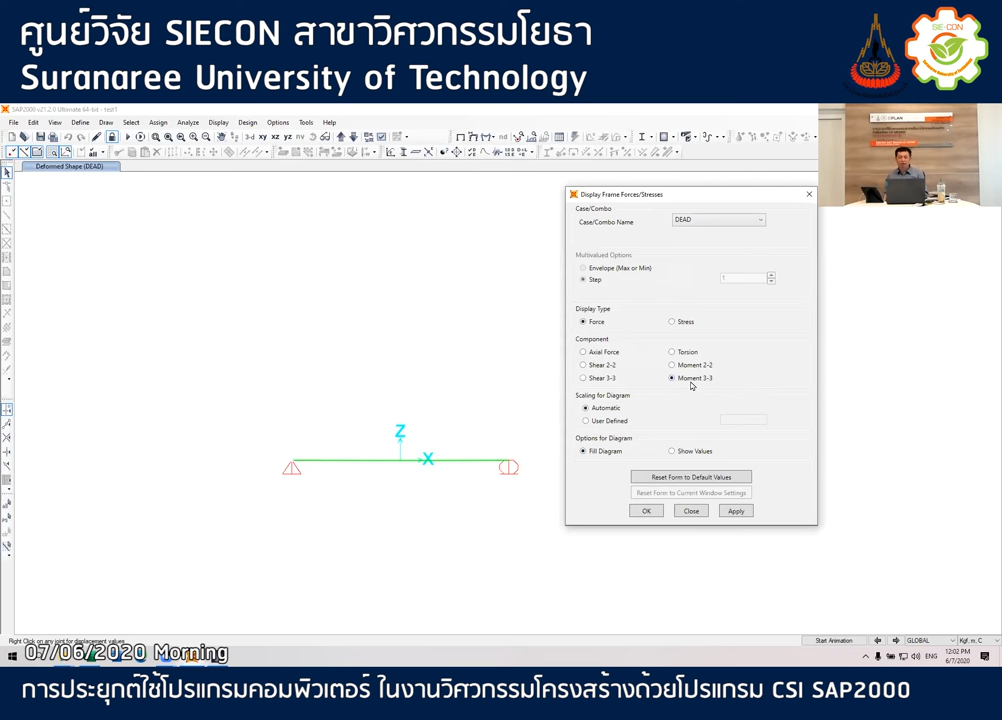 ศูนย์วิจัย SIECON สาขาวิศวกรรมโยธา
Suranaree University of Technology
SIE-CON
SAP2000 v21.2.0 Ultimate 64-bit - test1
File Edit View Define Draw Select Assign Analyze Display Design Options Tools Help
3-d xy xz yz nv
Deformed Shape (DEAD)
Display Frame Forces/Stresses
Case/Combo
Case/Combo Name DEAD
Multivalued Options
Envelope (Max or Min)
Step 1
Display Type
Force Stress
Component
Axial Force Torsion
Shear 2-2 Moment 2-2
Shear 3-3 Moment 3-3
Scaling for Diagram
Automatic
User Defined
Options for Diagram
Fill Diagram Show Values
Reset Form to Default Values
Reset Form to Current Window Settings
OK Close Apply
Z
X
Right Click on any joint for displacement values
Start Animation GLOBAL Kgf, m, C
07/06/2020 Morning
ENG 12:02 PM
6/7/2020
การประยุกต์ใช้โปรแกรมคอมพิวเตอร์ ในงานวิศวกรรมโครงสร้างด้วยโปรแกรม CSI SAP2000